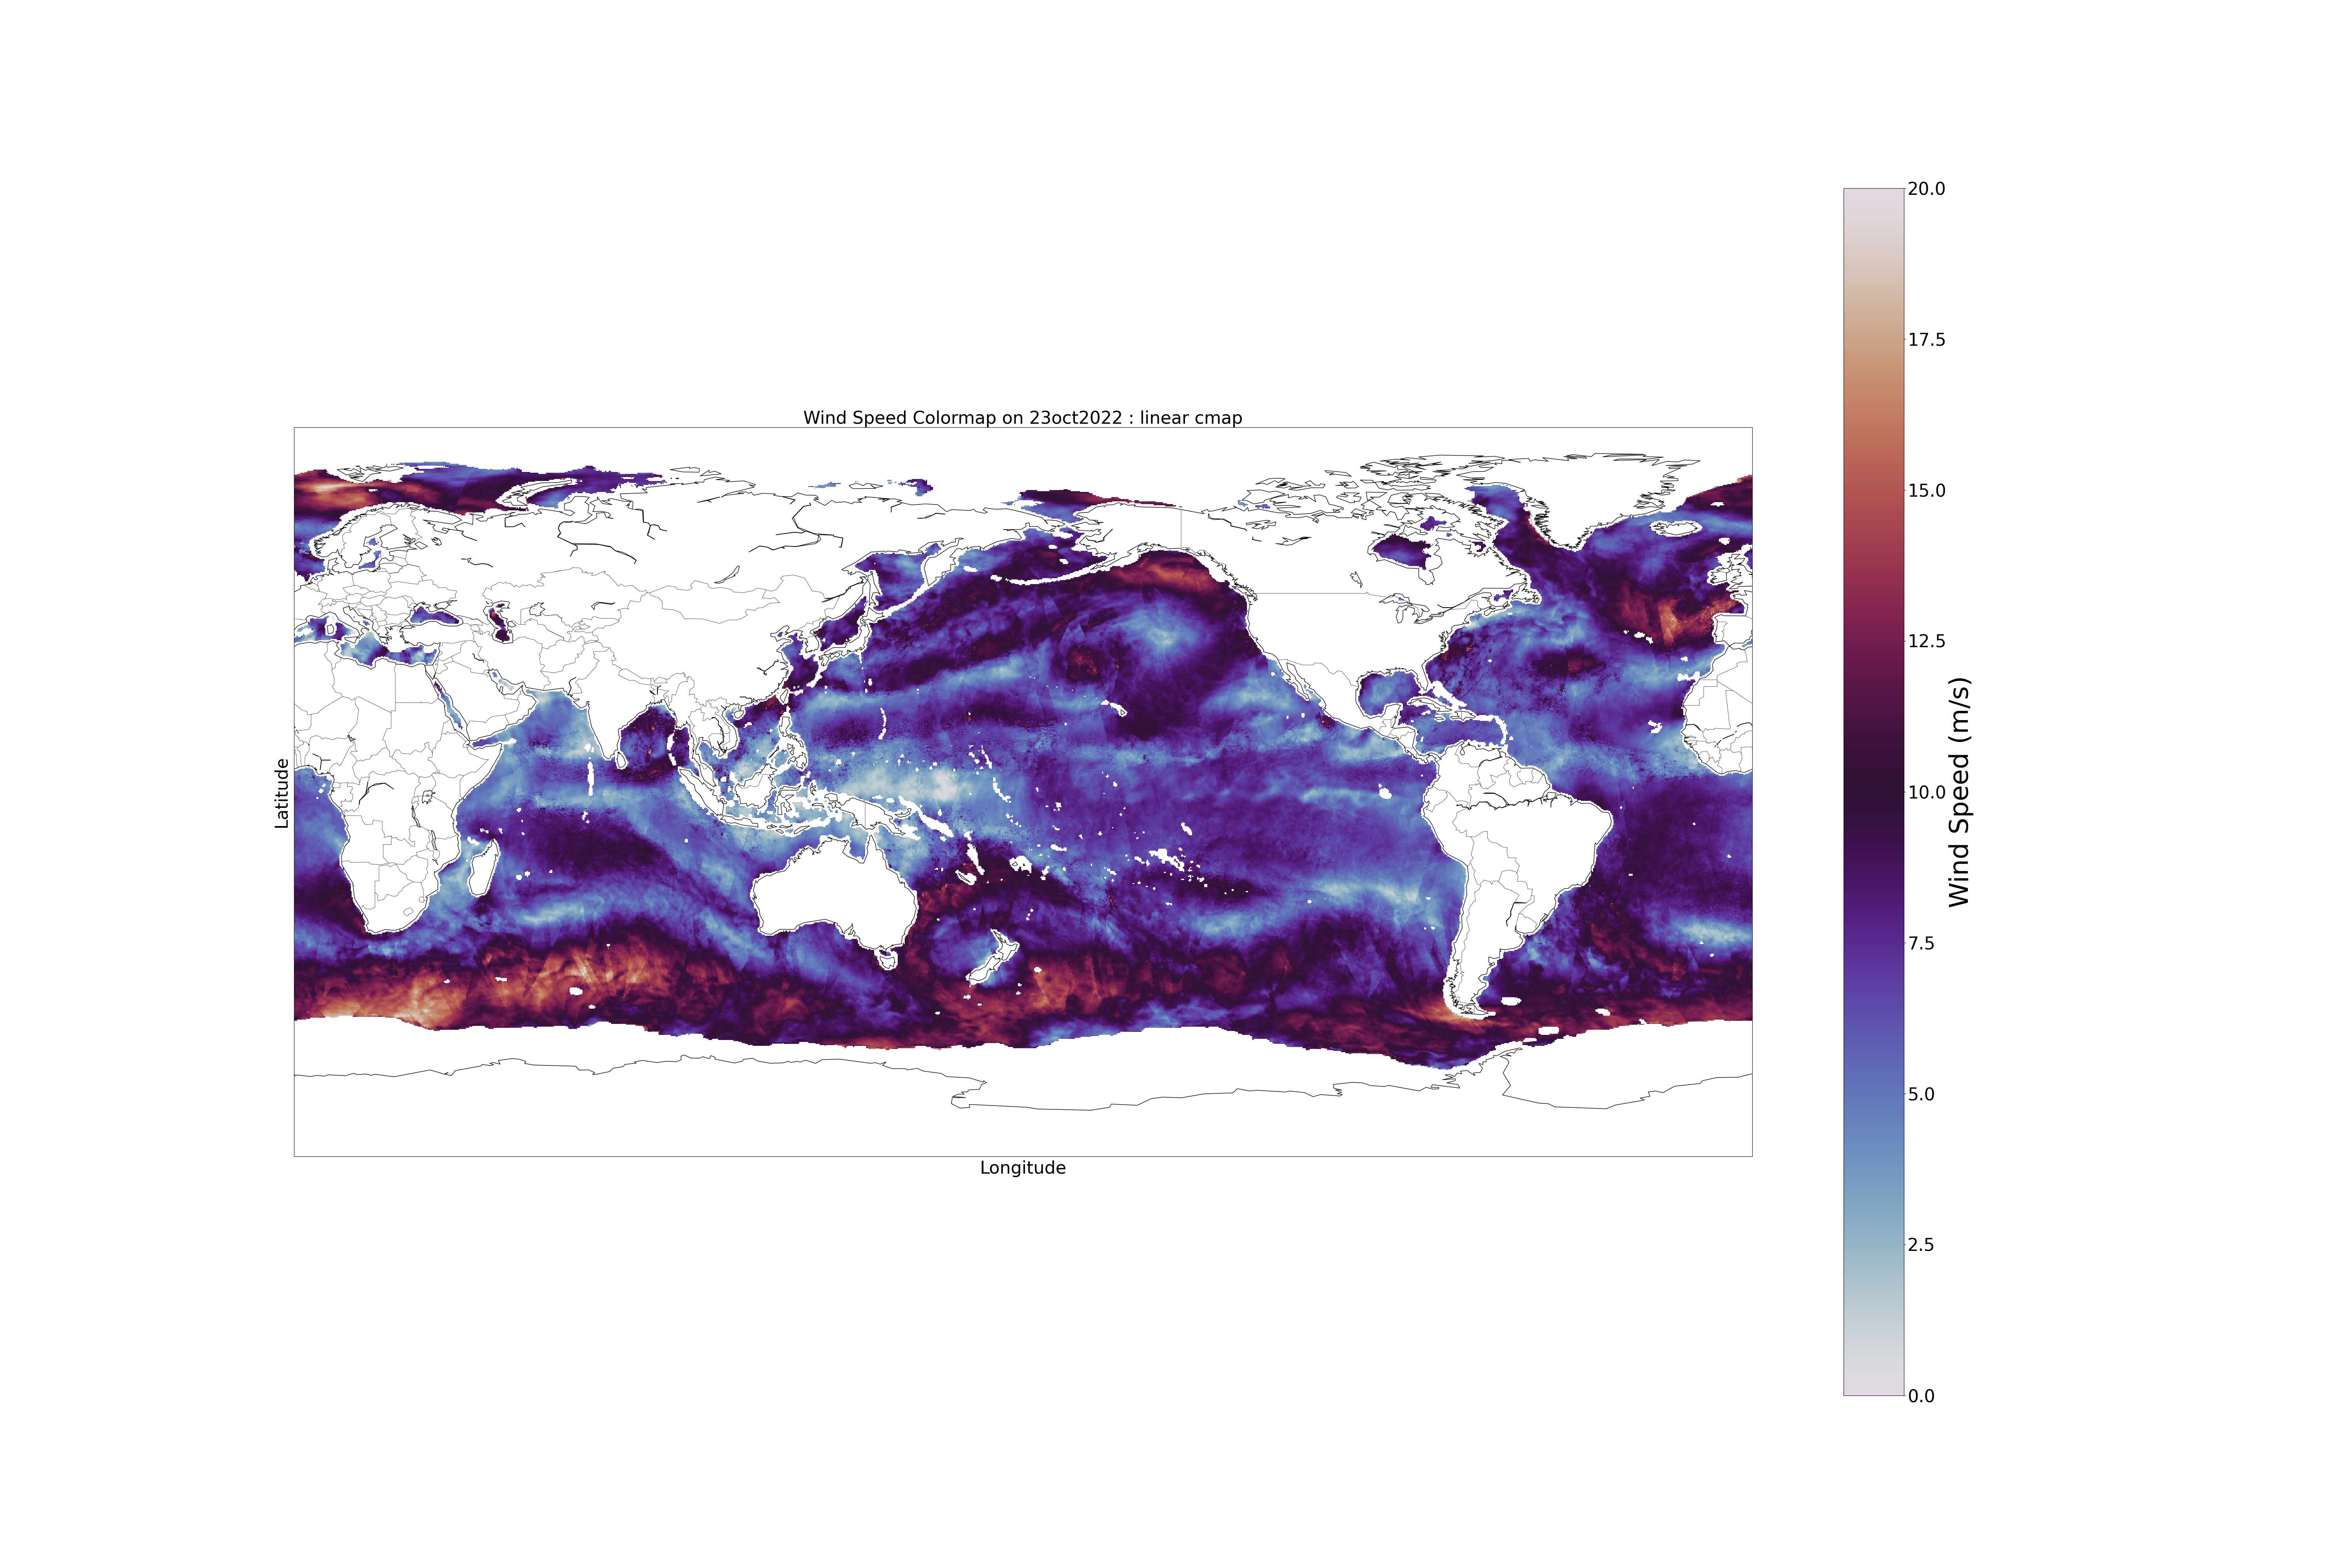 Wind Speed Colormap on 23oct2022 : linear cmap
Latitude
Longitude
20.0
17.5
15.0
12.5
10.0
7.5
5.0
2.5
0.0
Wind Speed (m/s)